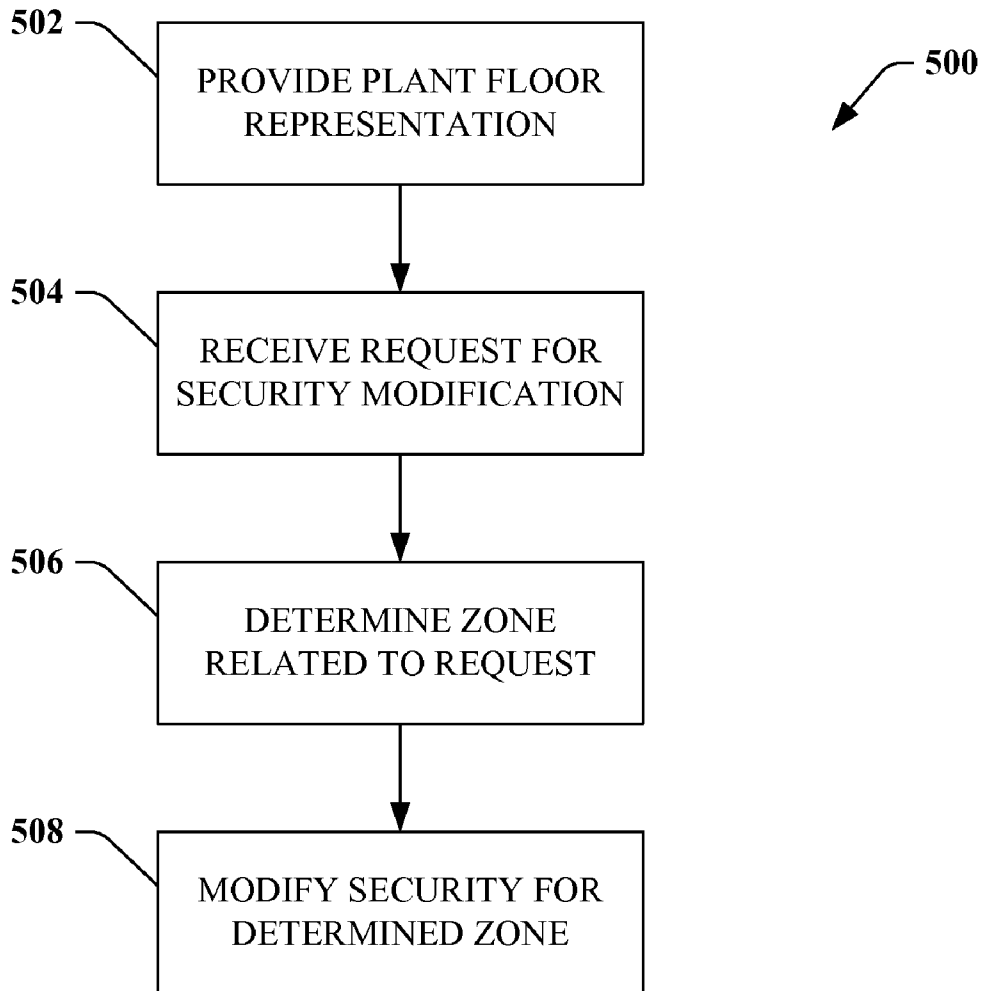 502
PROVIDE PLANT FLOOR
REPRESENTATION
500
504
RECEIVE REQUEST FOR
SECURITY MODIFICATION
506
DETERMINE ZONE
RELATED TO REQUEST
508
MODIFY SECURITY FOR
DETERMINED ZONE